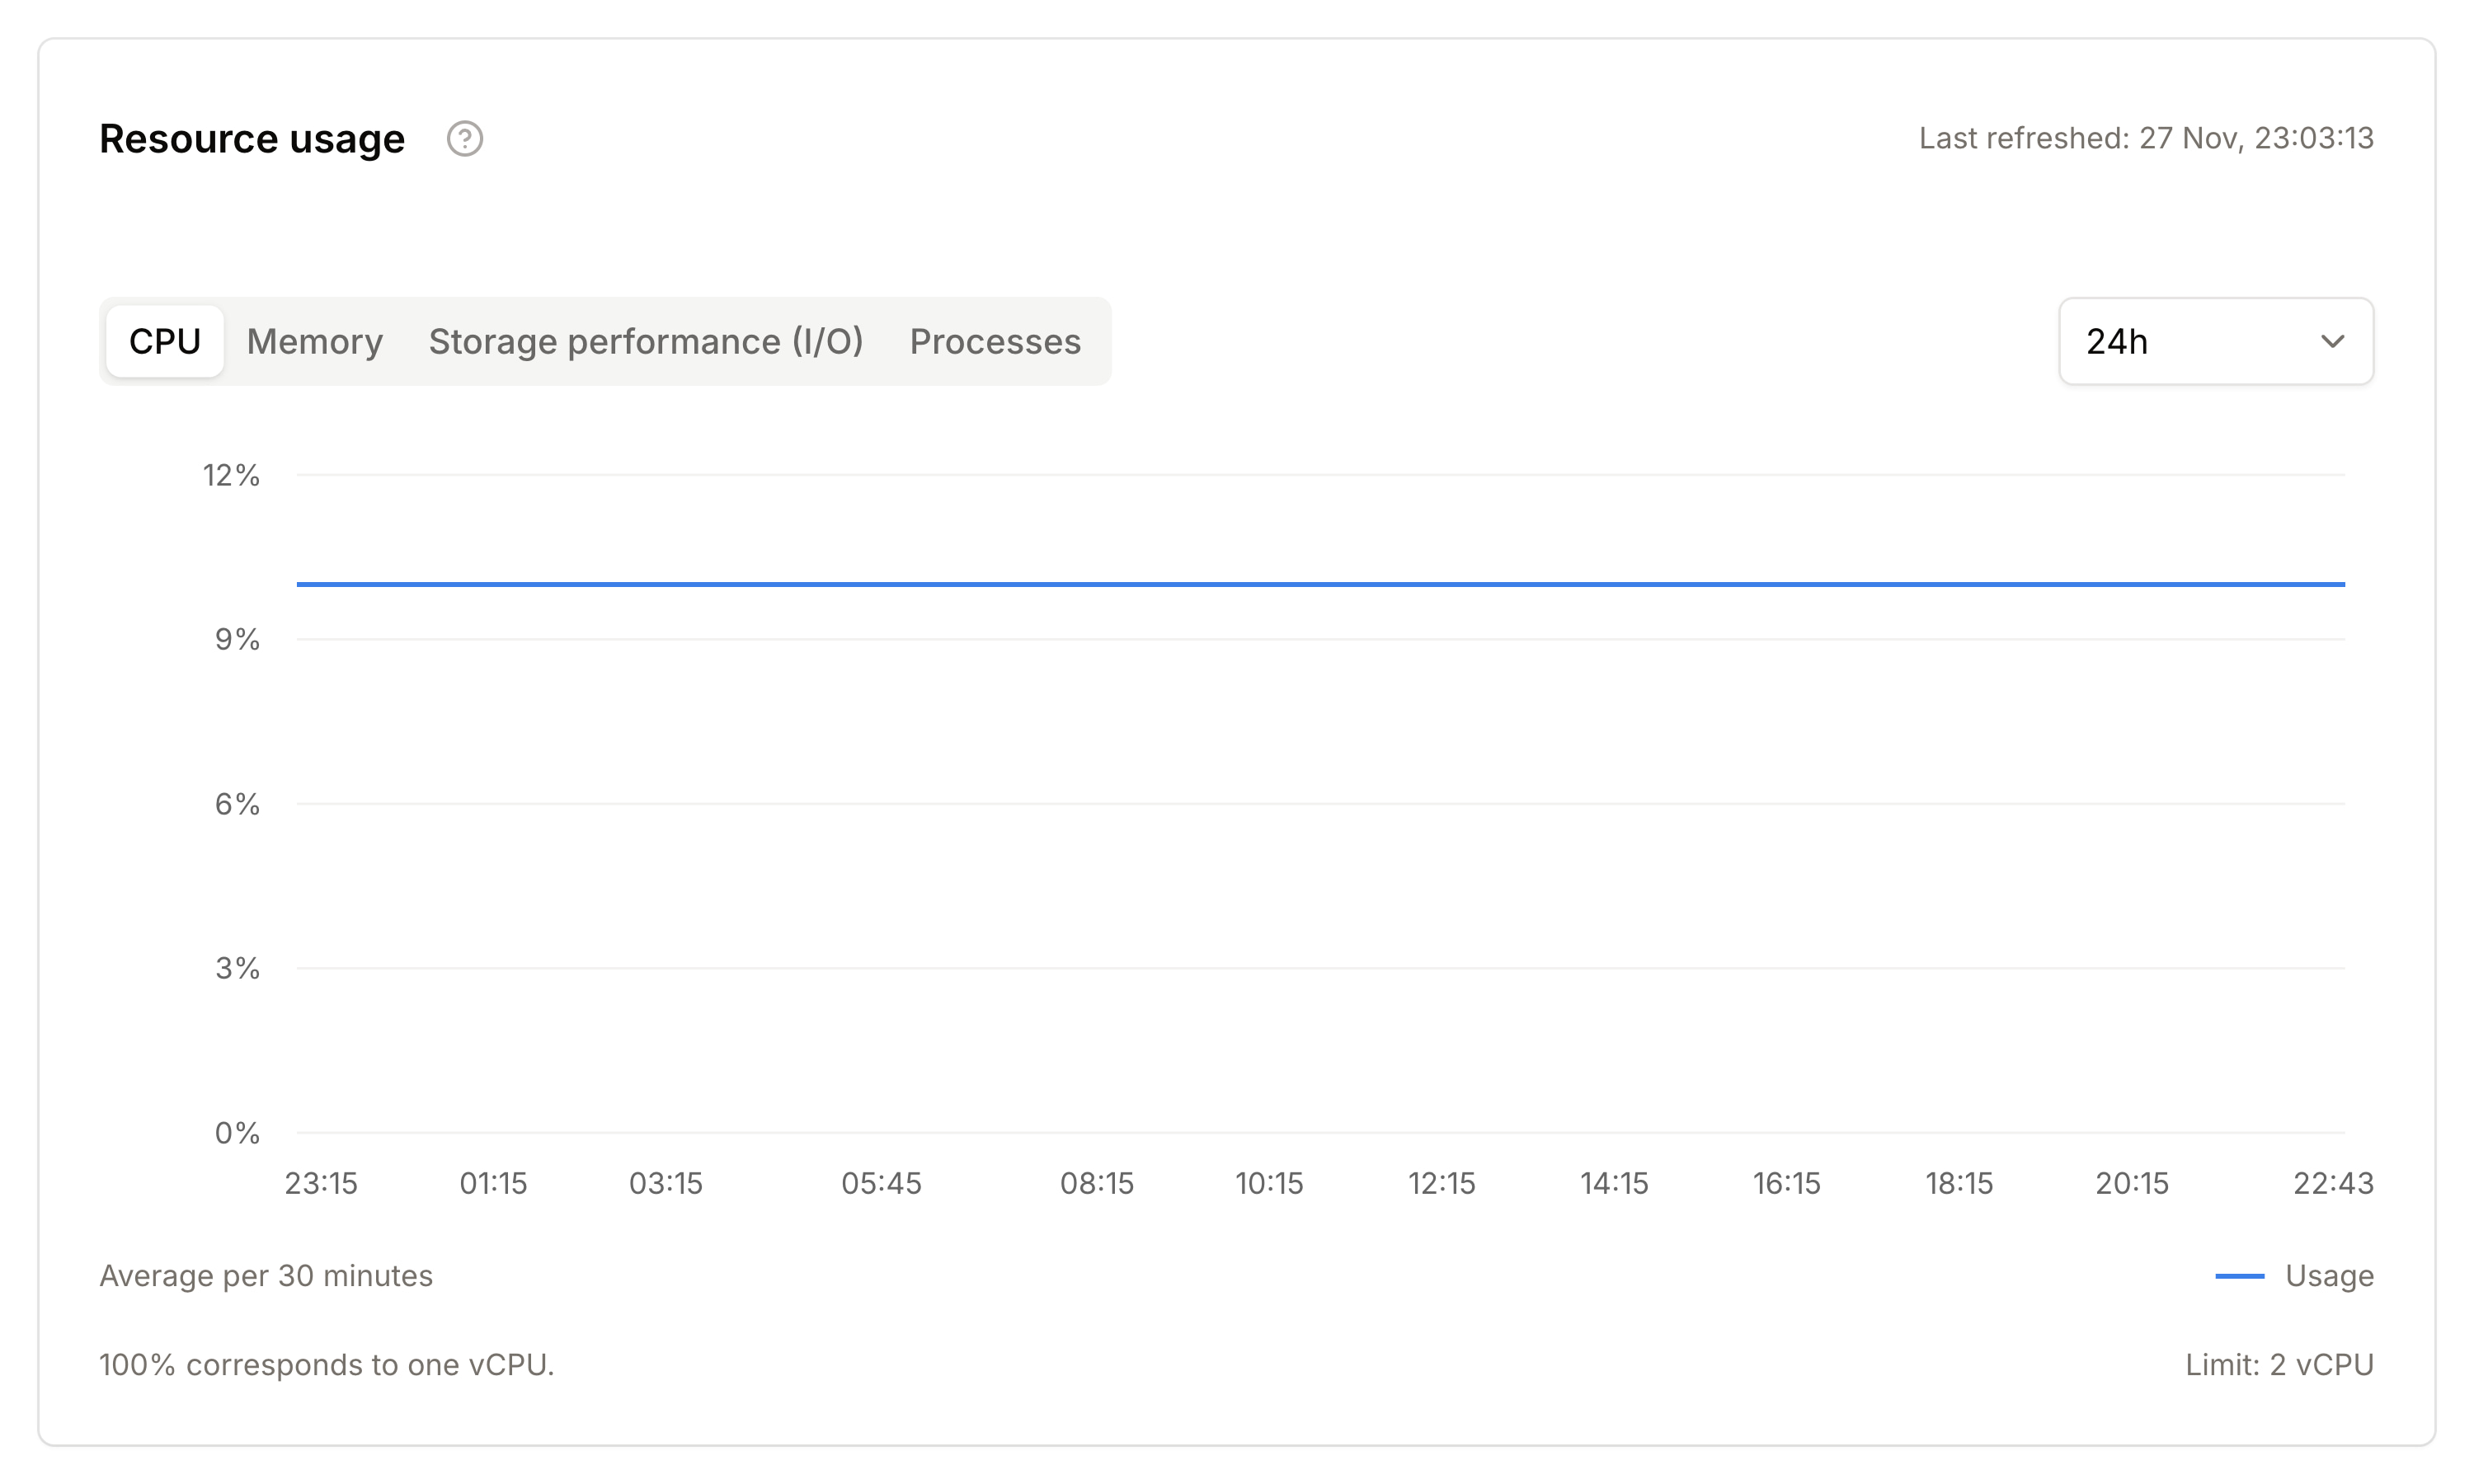 Resource usage
Last refreshed: 27 Nov, 23:03:13
CPU Memory Storage performance (I/O) Processes
24h
12%
9%
6%
3%
0%
23:15 01:15 03:15 05:45 08:15 10:15 12:15 14:15 16:15 18:15 20:15 22:43
Average per 30 minutes
Usage
100% corresponds to one vCPU.
Limit: 2 vCPU